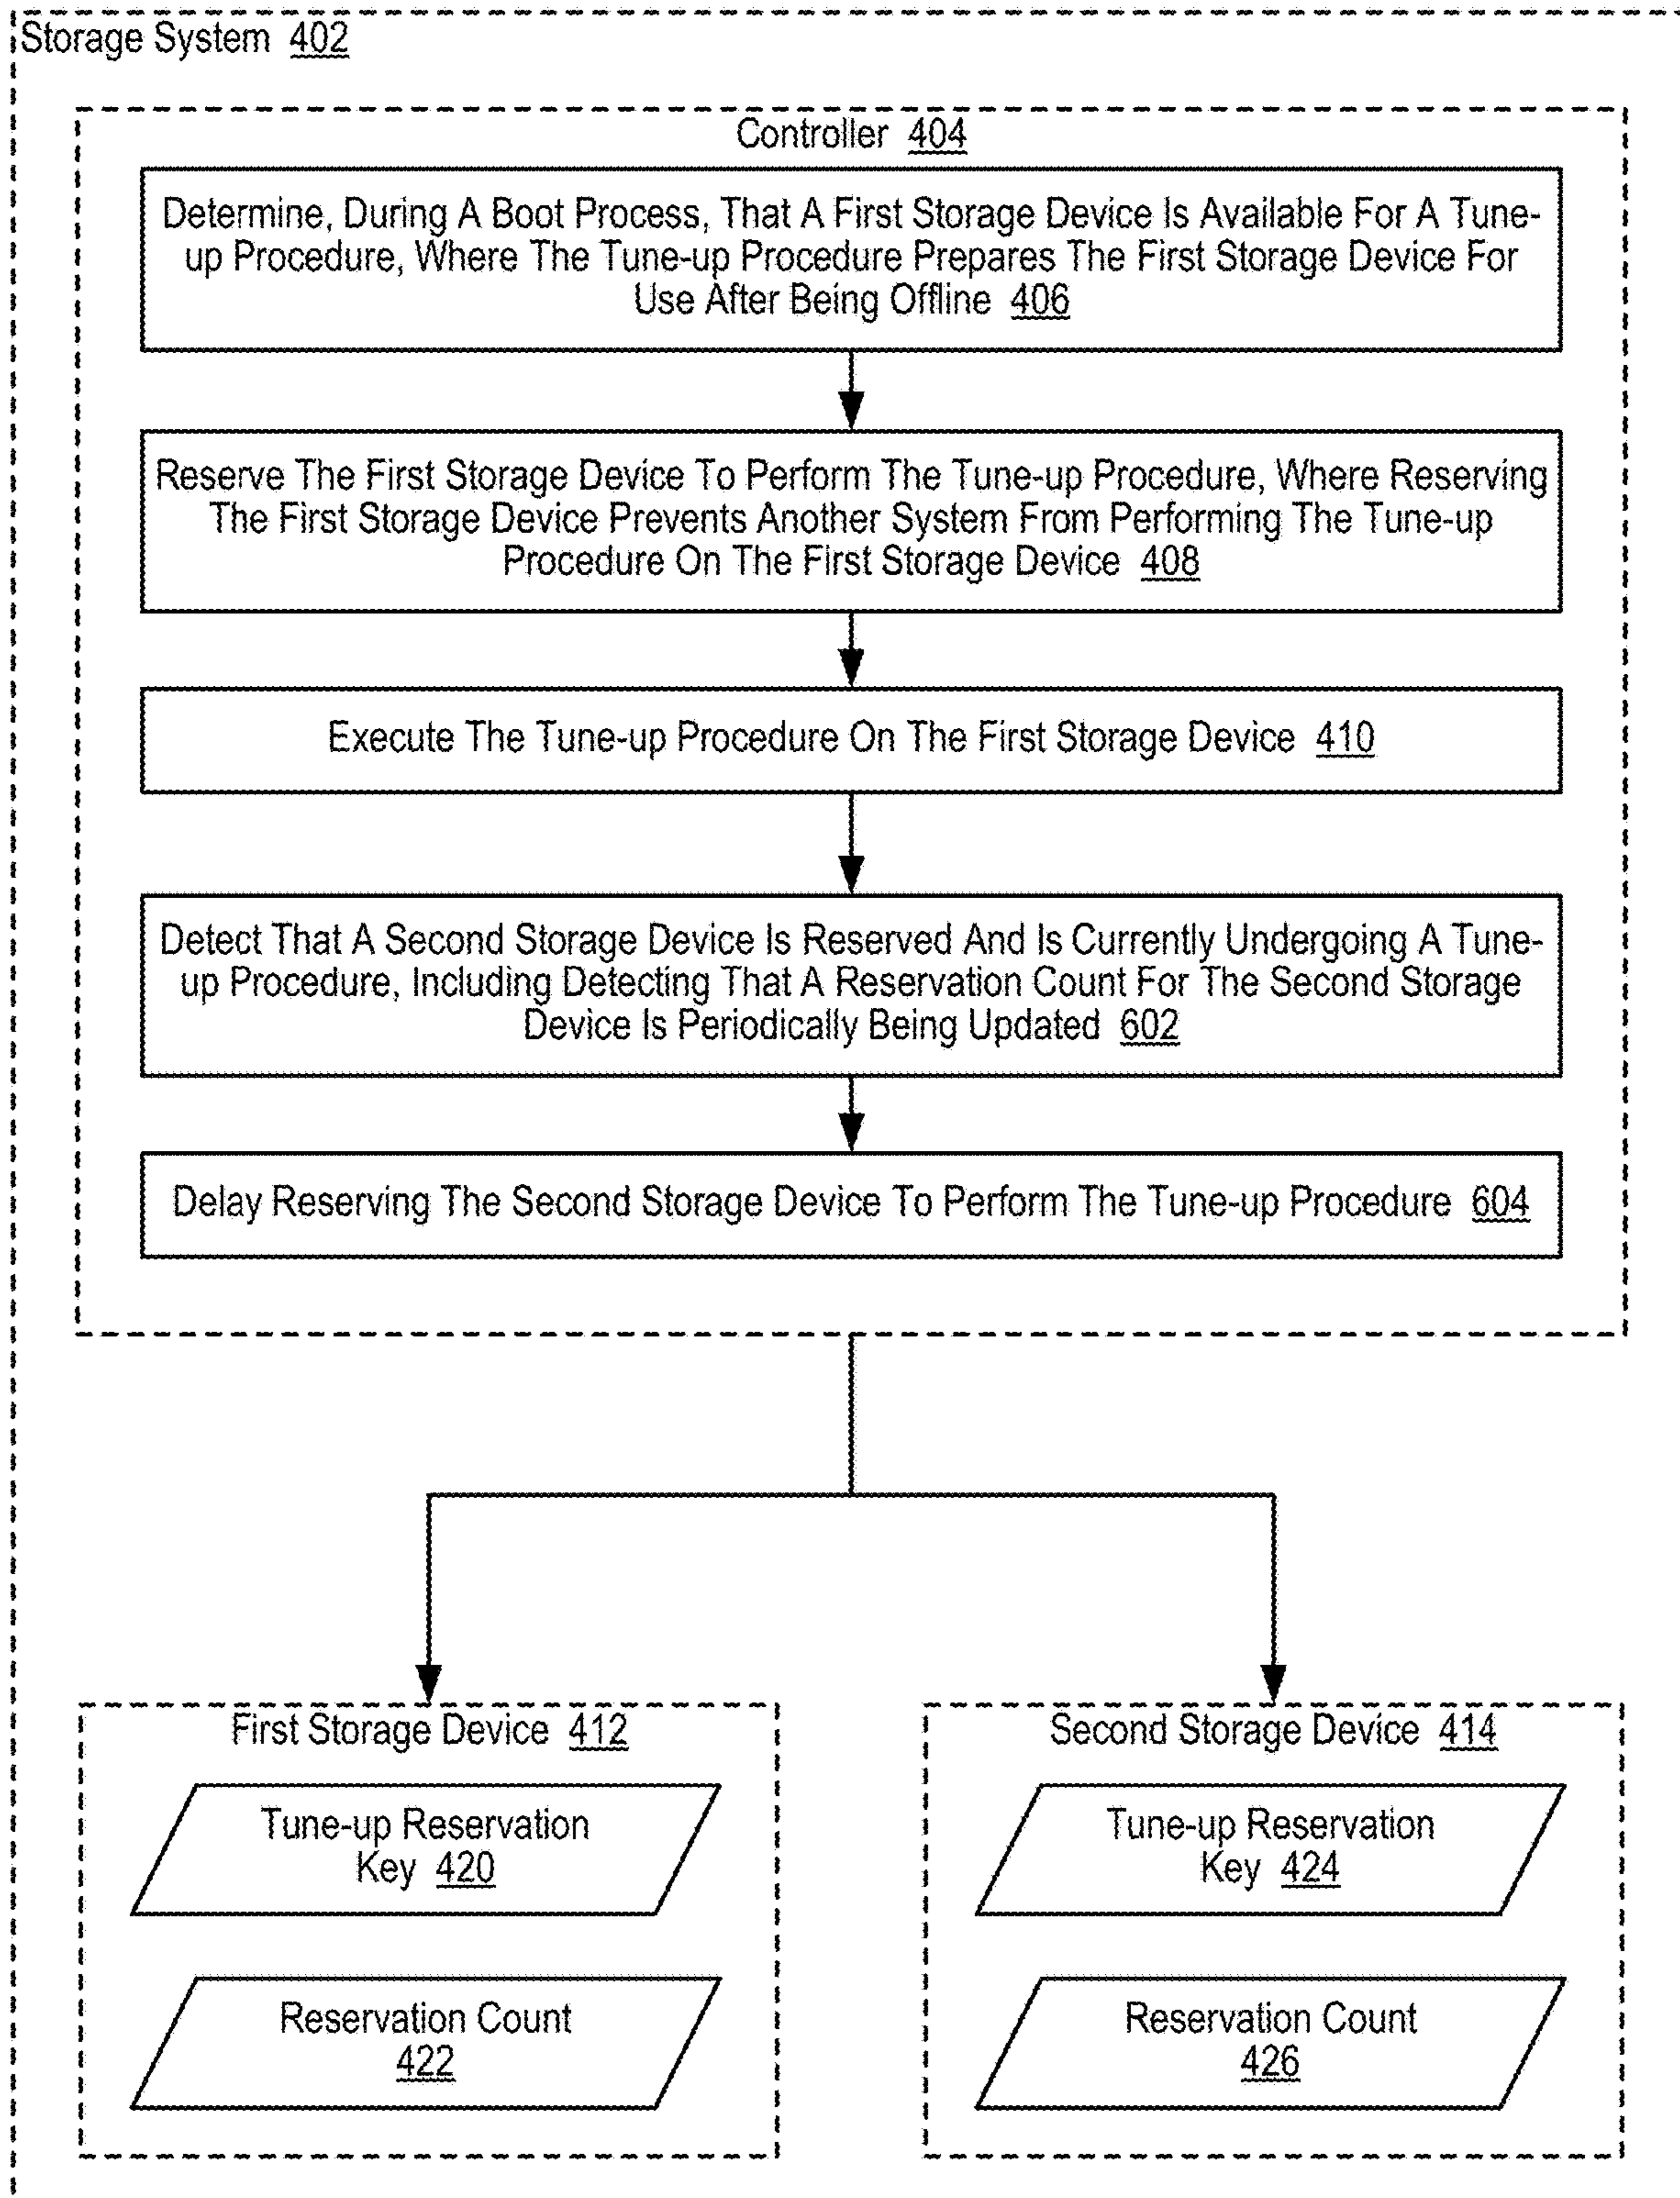 Storage System 402
Controller 404
Determine, During A Boot Process, That A First Storage Device Is Available For A Tune-
up Procedure, Where The Tune-up Procedure Prepares The First Storage Device For
Use After Being Offline 406
Reserve The First Storage Device To Perform The Tune-up Procedure, Where Reserving
The First Storage Device Prevents Another System From Performing The Tune-up
Procedure On The First Storage Device 408
Execute The Tune-up Procedure On The First Storage Device 410
Detect That A Second Storage Device Is Reserved And Is Currently Undergoing A Tune-
up Procedure, Including Detecting That A Reservation Count For The Second Storage
Device Is Periodically Being Updated 602
Delay Reserving The Second Storage Device To Perform The Tune-up Procedure 604
First Storage Device 412
Tune-up Reservation
Key 420
Reservation Count
422
Second Storage Device 414
Tune-up Reservation
Key 424
Reservation Count
426